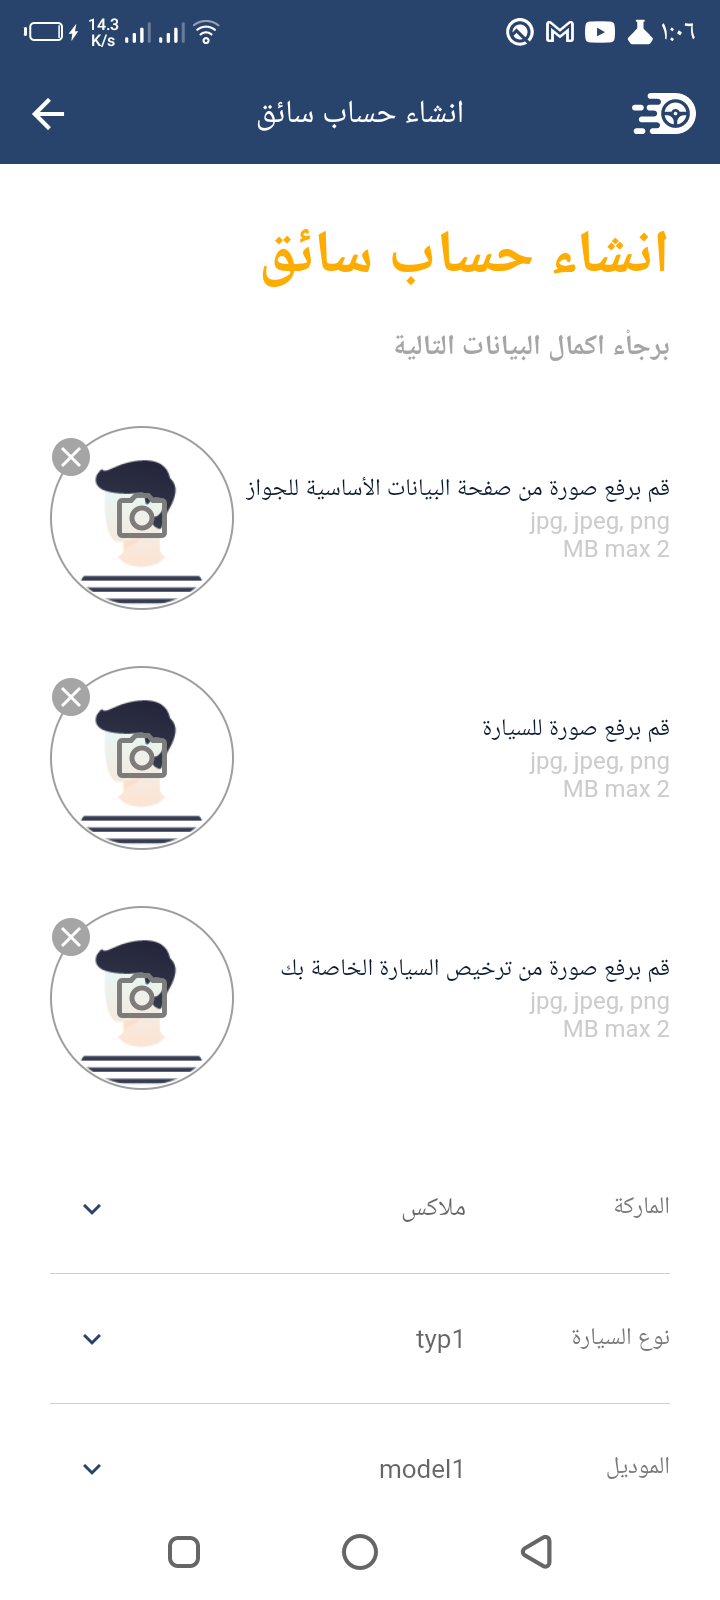 14.3
K/s
١:٠٦
انشاء حساب سائق
انشاء حساب سائق
برجاْء اكمال البيانات التالية
قم برفع صورة من صفحة البيانات الأساسية للجواز
jpg, jpeg, png
MB max 2
قم برفع صورة للسيارة
jpg, jpeg, png
MB max 2
قم برفع صورة من ترخيص السيارة الخاصة بك
jpg, jpeg, png
MB max 2
الماركة ملاكس
نوع السيارة typ1
الموديل model1